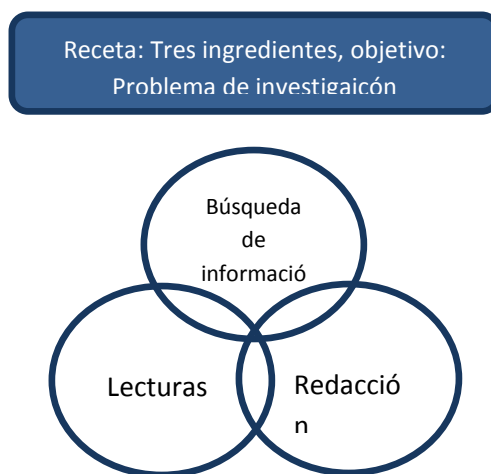 Receta: Tres ingredientes, objetivo:
Problema de investigaicón
Búsqueda
de
informació
Lecturas
Redacció
n